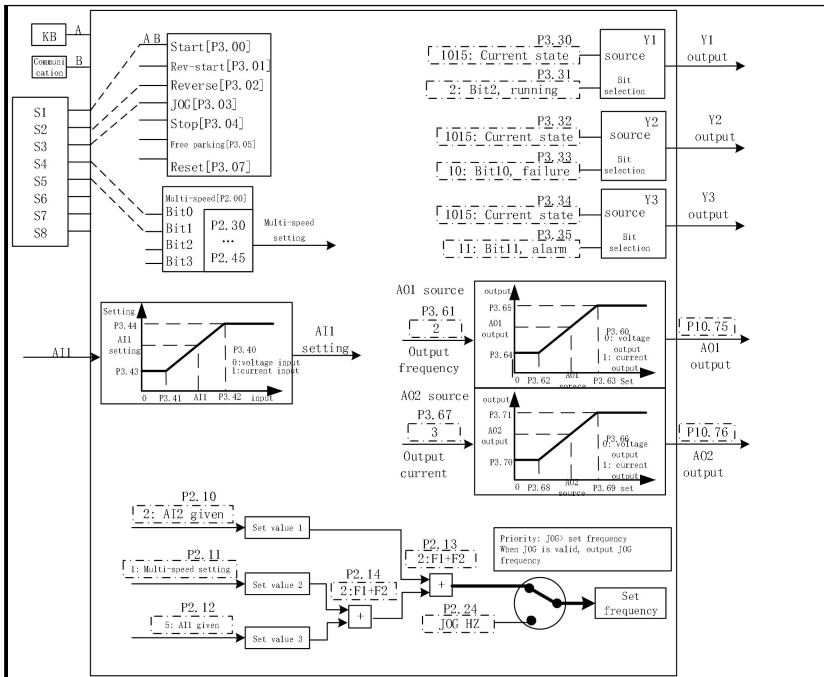 KB
A
Communi
cation
B
S1
S2
S3
S4
S5
S6
S7
S8
A B
Start[P3.00]
Rev-start[P3.01]
Reverse[P3.02]
JOG[P3.03]
Stop[P3.04]
Free parking[P3.05]
Reset[P3.07]
Multi-speed[P2.00]
Bit0
Bit1
Bit2
Bit3
P2.30
...
P2.45
Multi-speed
setting
P3.30
1015: Current state
P3.31
2: Bit2, running
Y1
source
Bit
selection
Y1
output
P3.32
1015: Current state
P3.33
10: Bit10, failure
Y2
source
Bit
selection
Y2
output
P3.34
1015: Current state
P3.35
11: Bit11, alarm
Y3
source
Bit
selection
Y3
output
AI1
Setting
P3.44
AI1
setting
P3.43
P3.40
0:voltage input
1:current input
0 P3.41 AI1 P3.42 input
AI1
setting
AO1 source
P3.61
2
Output
frequency
output
P3.65
AO1
output
P3.64
P3.60
0: voltage
output
1: current
output
0 P3.62 AO1 source P3.63 Set
P10.75
AO1
output
AO2 source
P3.67
3
Output
current
output
P3.71
AO2
output
P3.70
P3.66
0: voltage
output
1: current
output
0 P3.68 AO2 source P3.69 set
P10.76
AO2
output
P2.10
2: AI2 given
Set value 1
P2.11
1: Multi-speed setting
Set value 2
P2.12
5: AI1 given
Set value 3
P2.14
2:F1+F2
+
P2.13
2:F1+F2
+
P2.24
JOG HZ
Priority: JOG> set frequency
When JOG is valid, output JOG
frequency
Set
frequency